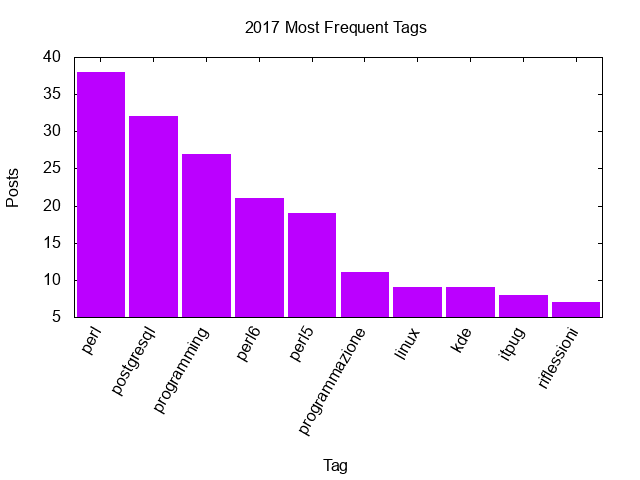 2017 Most Frequent Tags
40
35
30
25
20
15
10
5
Posts
perl
postgresql
programming
perl6
perl5
programmazione
linux
kde
itpug
riflessioni
Tag